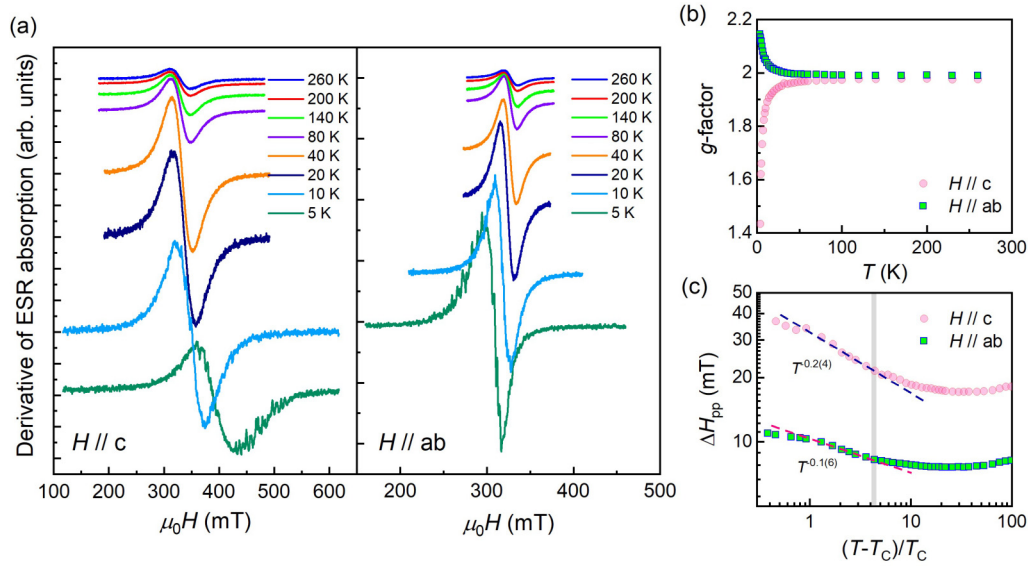 (a)
Derivative of ESR absorption (arb. units)
260 K
200 K
140 K
80 K
40 K
20 K
10 K
5 K
H // c
100 200 300 400 500 600
μ₀H (mT)
260 K
200 K
140 K
80 K
40 K
20 K
10 K
5 K
H // ab
200 300 400 500
μ₀H (mT)
(b)
g-factor
2.2
2.0
1.8
1.6
1.4
H // c
H // ab
0 50 100 150 200 250 300
T (K)
(c)
ΔHpp (mT)
50
40
30
20
10
H // c
H // ab
T^-0.2(4)
T^-0.1(6)
1 10 100
(T-TC)/TC